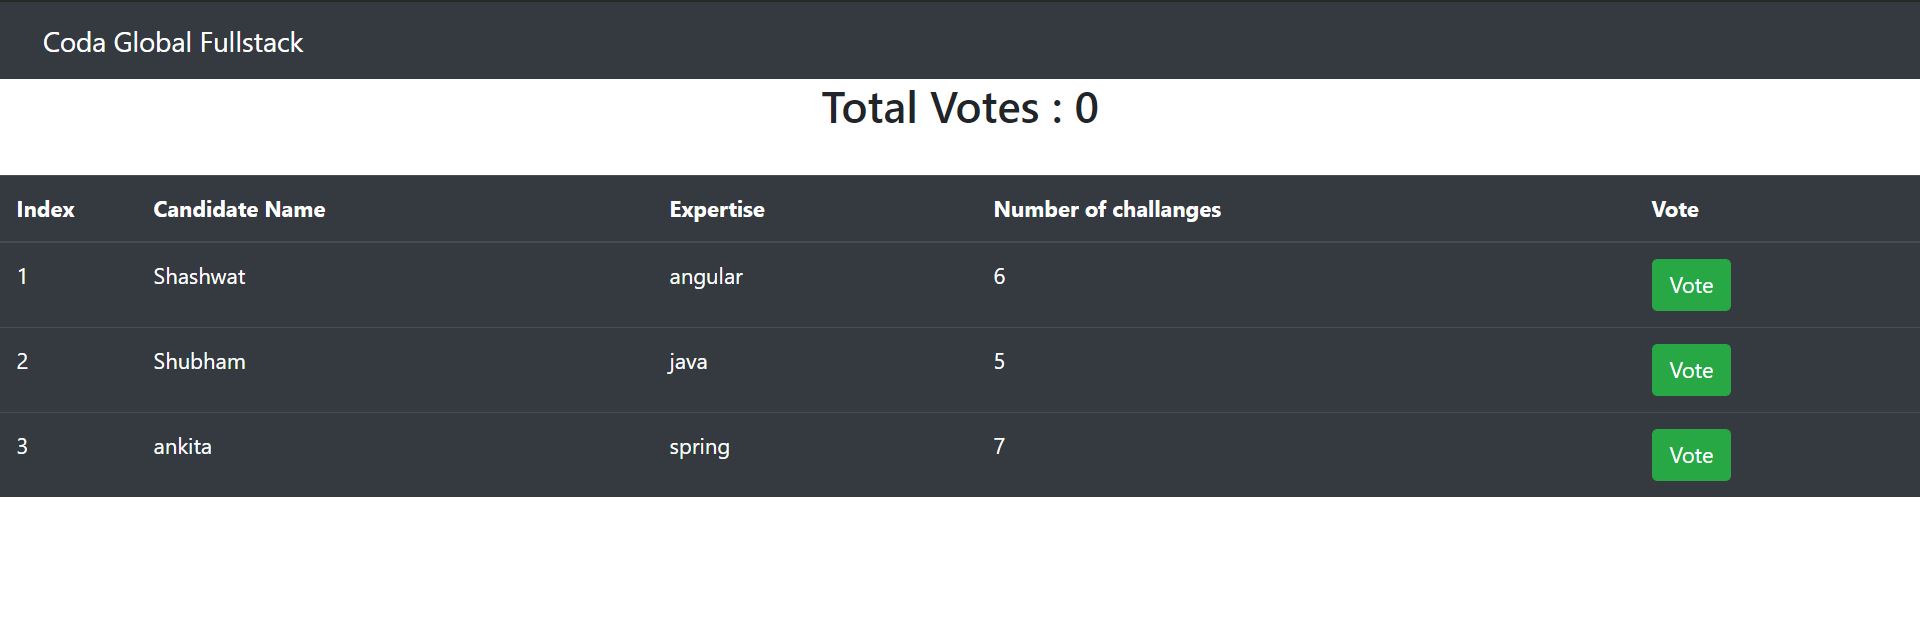 Coda Global Fullstack
Total Votes : 0
Index Candidate Name Expertise Number of challanges Vote
1 Shashwat angular 6 Vote
2 Shubham java 5 Vote
3 ankita spring 7 Vote